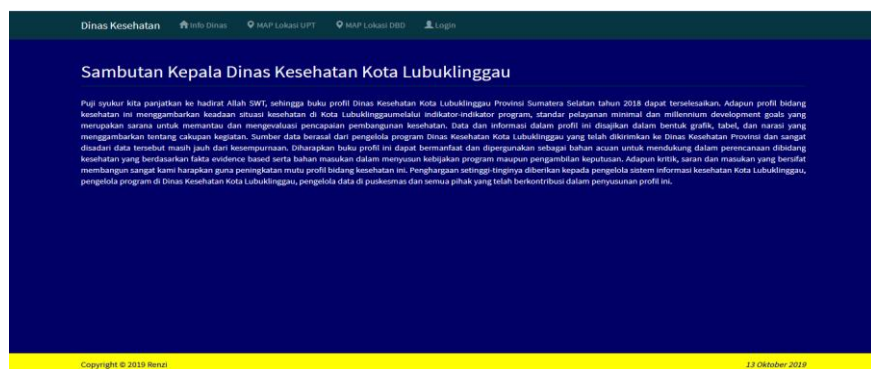 Dinas Kesehatan Info Dinas MAP Lokasi UPT MAP Lokasi DBD Login
Sambutan Kepala Dinas Kesehatan Kota Lubuklinggau
Puji syukur kita panjatkan ke hadirat Allah SWT, sehingga buku profil Dinas Kesehatan Kota Lubuklinggau Provinsi Sumatera Selatan tahun 2018 dapat terselesaikan. Adapun profil bidang
kesehatan ini menggambarkan keadaan situasi kesehatan di Kota Lubuklinggaumelalui indikator-indikator program, standar pelayanan minimal dan millennium development goals yang
merupakan sarana untuk memantau dan mengevaluasi pencapaian pembangunan kesehatan. Data dan informasi dalam profil ini disajikan dalam bentuk grafik, tabel, dan narasi yang
menggambarkan tentang cakupan kegiatan. Sumber data berasal dari pengelola program Dinas Kesehatan Kota Lubuklinggau yang telah dikirimkan ke Dinas Kesehatan Provinsi dan sangat
disadari data tersebut masih jauh dari kesempurnaan. Diharapkan buku profil ini dapat bermanfaat dan dipergunakan sebagai bahan acuan untuk mendukung dalam perencanaan dibidang
kesehatan yang berdasarkan fakta evidence based serta bahan masukan dalam menyusun kebijakan program maupun pengambilan keputusan. Adapun kritik, saran dan masukan yang bersifat
membangun sangat kami harapkan guna peningkatan mutu profil bidang kesehatan ini. Penghargaan setinggi-tinginya diberikan kepada pengelola sistem informasi kesehatan Kota Lubuklinggau,
pengelola program di Dinas Kesehatan Kota Lubuklinggau, pengelola data di puskesmas dan semua pihak yang telah berkontribusi dalam penyusunan profil ini.
Copyright © 2019 Renzi 13 Oktober 2019